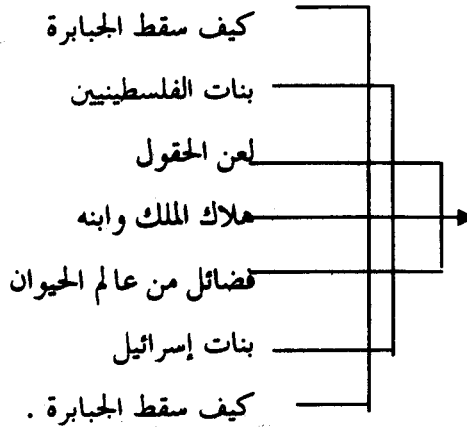 كيف سقط الجبابرة
بنات الفلسطينيين
لعن الحقول
هلاك الملك وابنه
فضائل من عالم الحيوان
بنات إسرائيل
كيف سقط الجبابرة .